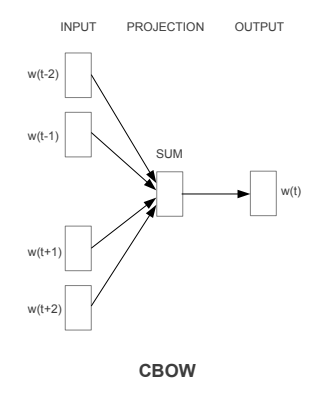 INPUT PROJECTION OUTPUT
w(t-2)
w(t-1)
SUM
w(t)
w(t+1)
w(t+2)
CBOW